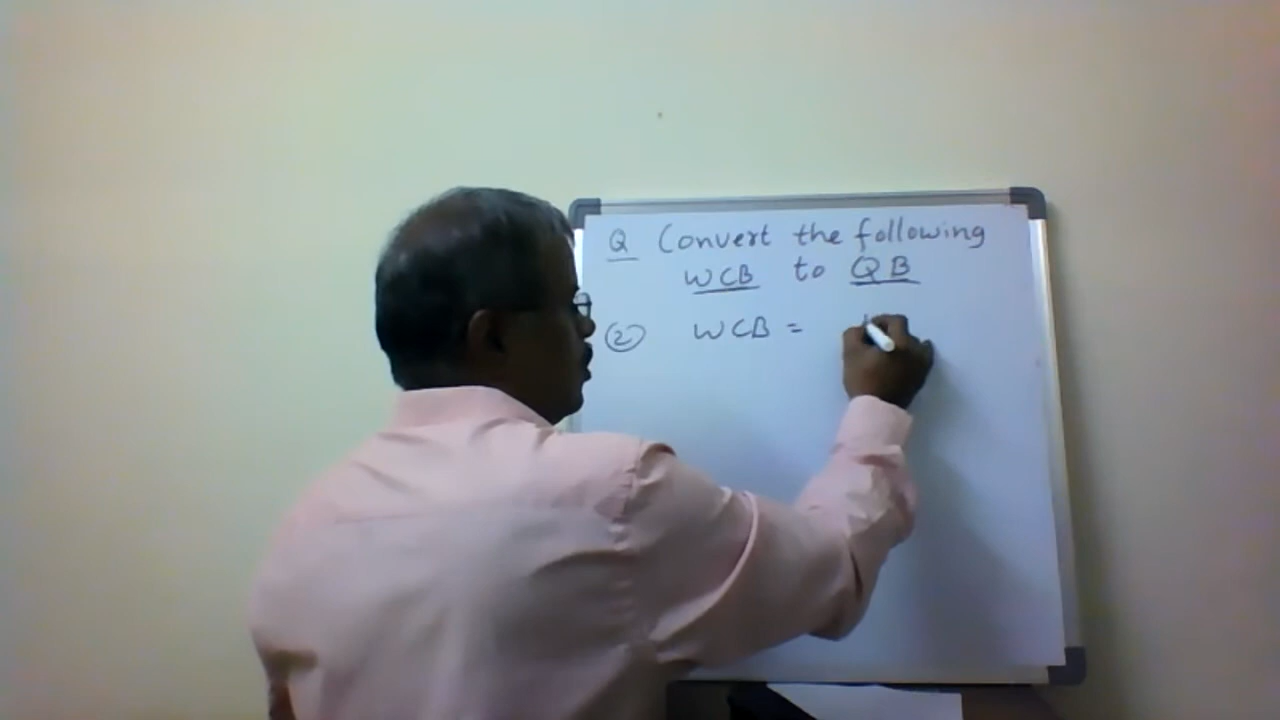 Q Convert the following
WCB to QB
(2) WCB =